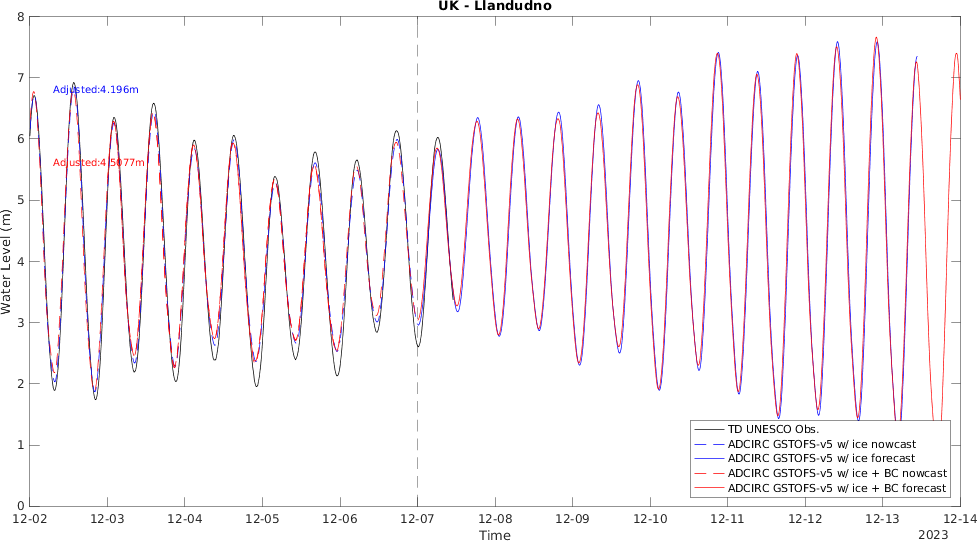 UK - Llandudno
8
7
6
5
4
3
2
1
0
Water Level (m)
Adjusted:4.196m
Adjusted:4.5077m
TD UNESCO Obs.
ADCIRC GSTOFS-v5 w/ ice nowcast
ADCIRC GSTOFS-v5 w/ ice forecast
ADCIRC GSTOFS-v5 w/ ice + BC nowcast
ADCIRC GSTOFS-v5 w/ ice + BC forecast
12-02 12-03 12-04 12-05 12-06 12-07 12-08 12-09 12-10 12-11 12-12 12-13 12-14
Time
2023